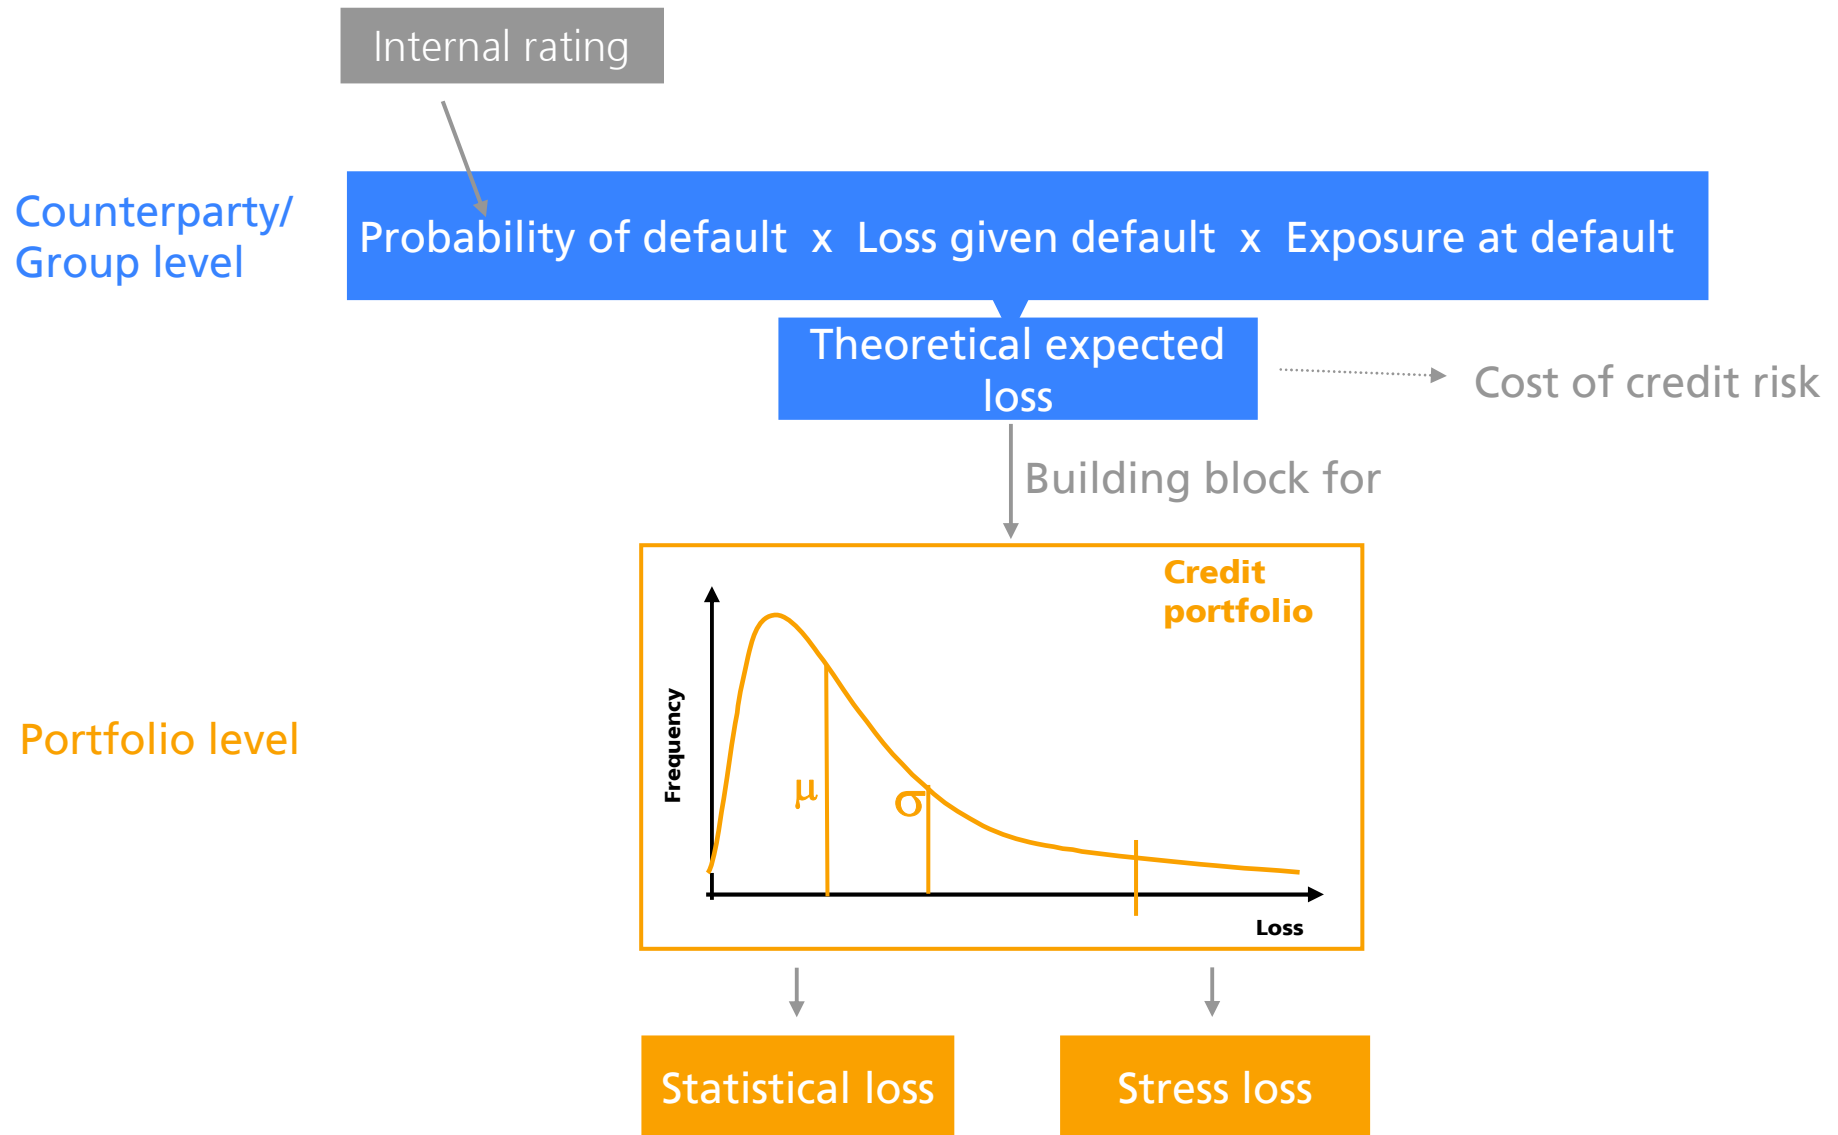 Internal rating
Counterparty/
Group level
Probability of default x Loss given default x Exposure at default
Theoretical expected
loss
Cost of credit risk
Building block for
Credit
portfolio
Frequency
μ
σ
Loss
Portfolio level
Statistical loss
Stress loss